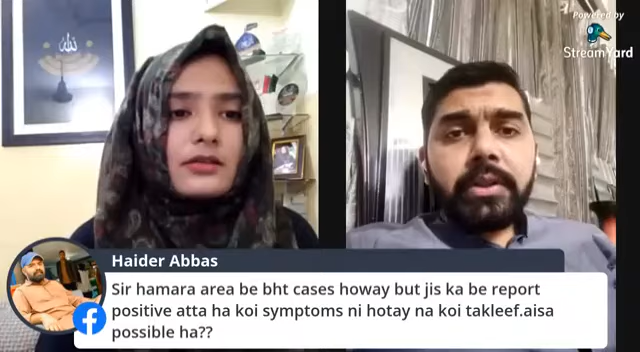 Powered by
StreamYard
الله
Haider Abbas
Sir hamara area be bht cases howay but jis ka be report
positive atta ha koi symptoms ni hotay na koi takleef.aisa
possible ha??